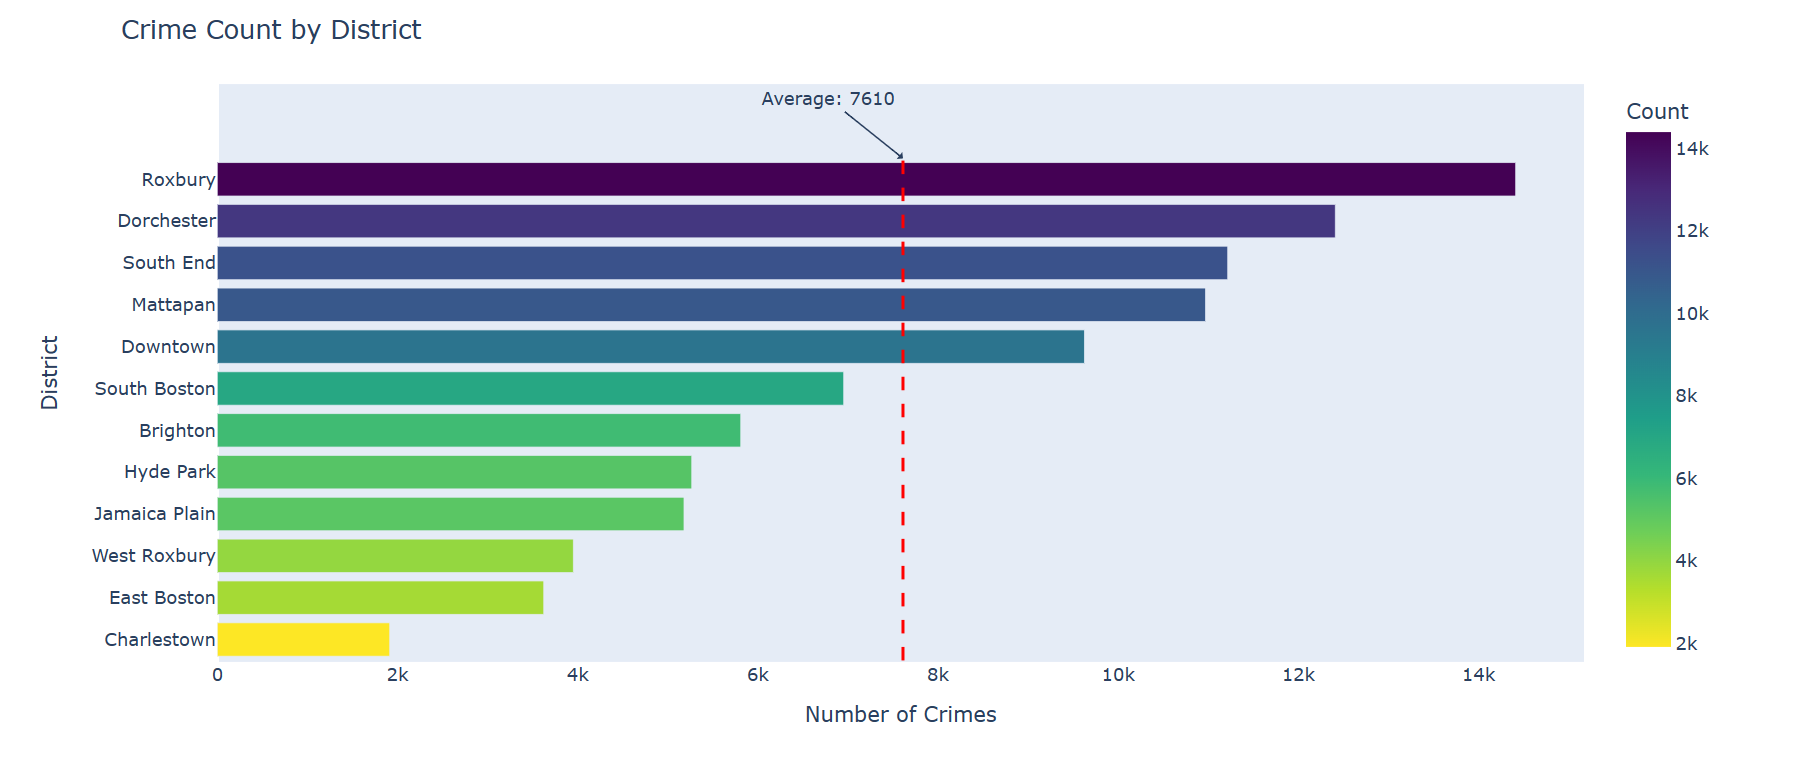 Crime Count by District
Average: 7610
Count
14k
12k
10k
8k
6k
4k
2k
District
Roxbury
Dorchester
South End
Mattapan
Downtown
South Boston
Brighton
Hyde Park
Jamaica Plain
West Roxbury
East Boston
Charlestown
0 2k 4k 6k 8k 10k 12k 14k
Number of Crimes